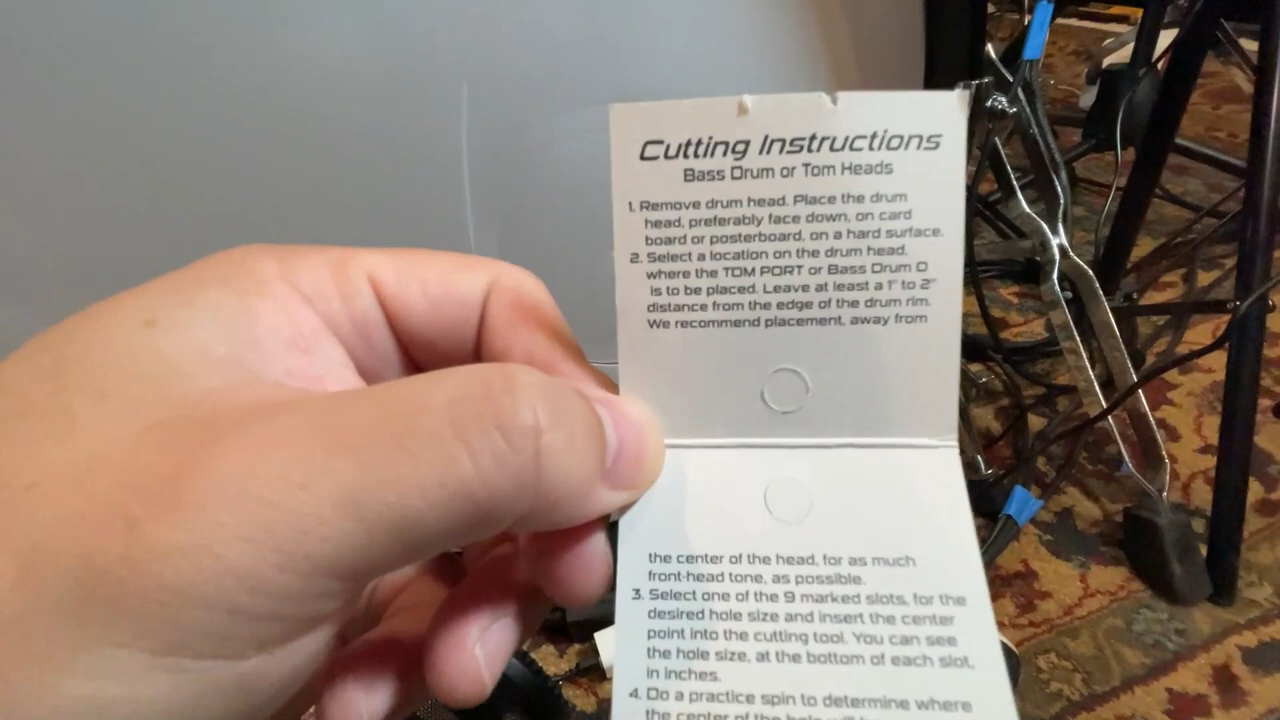 Cutting Instructions
Bass Drum or Tom Heads
1. Remove drum head. Place the drum
head, preferably face down, on card
board or posterboard, on a hard surface.
2. Select a location on the drum head,
where the TOM PORT or Bass Drum O
is to be placed. Leave at least a 1" to 2"
distance from the edge of the drum rim.
We recommend placement, away from
the center of the head, for as much
front-head tone, as possible.
3. Select one of the 9 marked slots, for the
desired hole size and insert the center
point into the cutting tool. You can see
the hole size, at the bottom of each slot,
in inches.
4. Do a practice spin to determine where
the center of the hole will